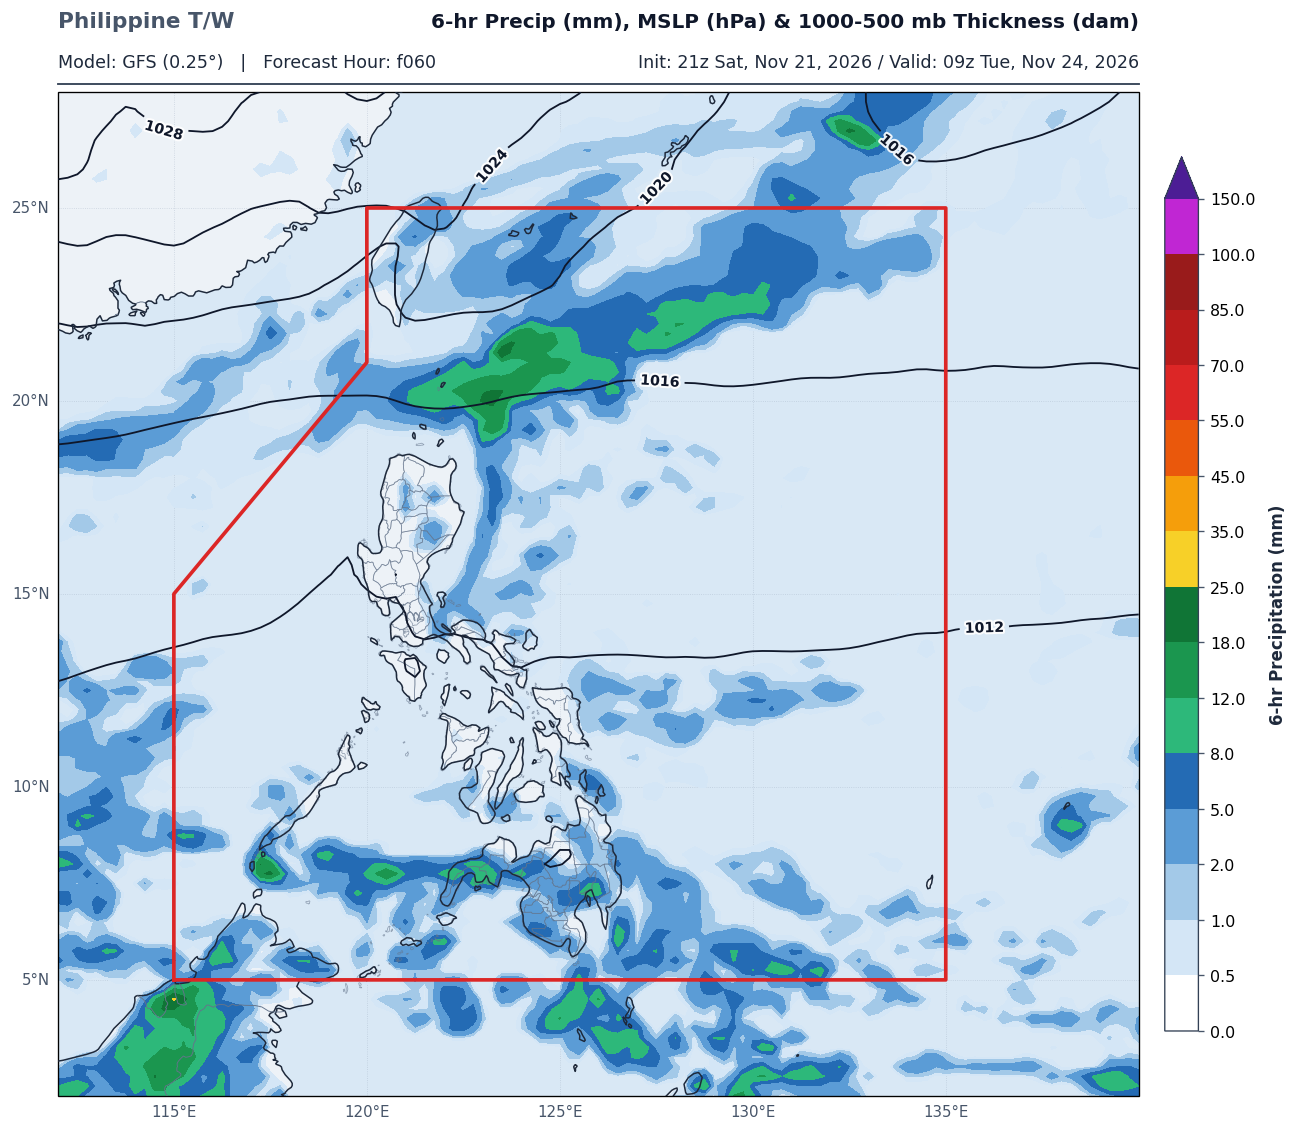 Philippine T/W
6-hr Precip (mm), MSLP (hPa) & 1000-500 mb Thickness (dam)
Model: GFS (0.25°) | Forecast Hour: f060
Init: 21z Sat, Nov 21, 2026 / Valid: 09z Tue, Nov 24, 2026
1028
1024
1020
1016
1016
1012
25°N
20°N
15°N
10°N
5°N
115°E
120°E
125°E
130°E
135°E
150.0
100.0
85.0
70.0
55.0
45.0
35.0
25.0
18.0
12.0
8.0
5.0
2.0
1.0
0.5
0.0
6-hr Precipitation (mm)